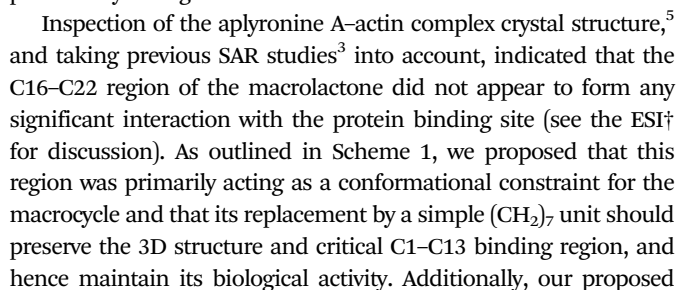 Inspection of the aplyronine A–actin complex crystal structure,⁵
and taking previous SAR studies³ into account, indicated that the
C16–C22 region of the macrolactone did not appear to form any
significant interaction with the protein binding site (see the ESI†
for discussion). As outlined in Scheme 1, we proposed that this
region was primarily acting as a conformational constraint for the
macrocycle and that its replacement by a simple (CH₂)₇ unit should
preserve the 3D structure and critical C1–C13 binding region, and
hence maintain its biological activity. Additionally, our proposed